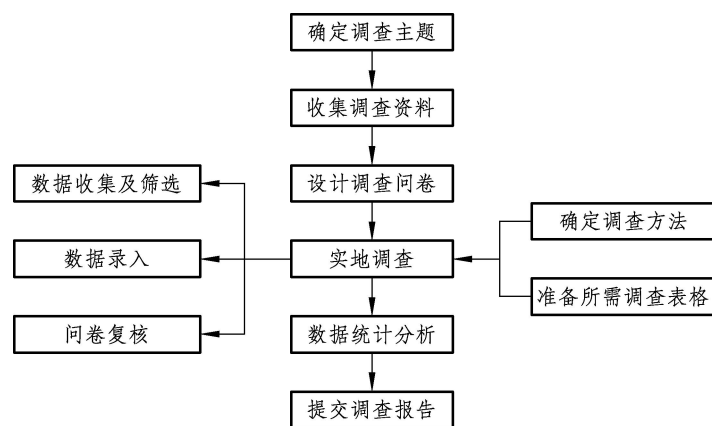 确定调查主题
收集调查资料
设计调查问卷
数据收集及筛选
确定调查方法
数据录入
实地调查
准备所需调查表格
问卷复核
数据统计分析
提交调查报告